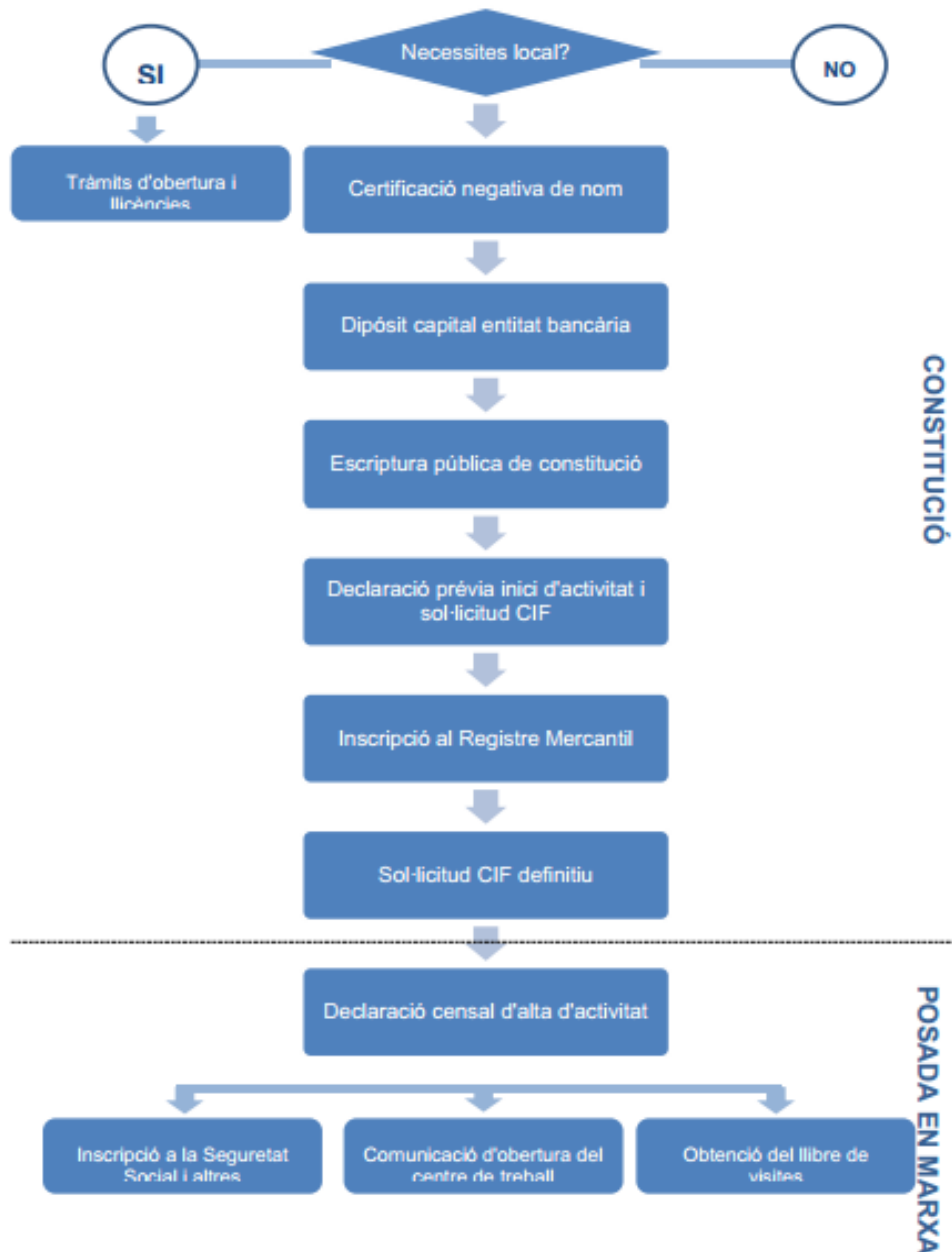 Necessites local?
SI
NO
Tràmits d'obertura i
llicències
Certificació negativa de nom
Dipósit capital entitat bancària
Escriptura pública de constitució
Declaració prévia inici d'activitat i
sol·licitud CIF
Inscripció al Registre Mercantil
Sol·licitud CIF definitiu
CONSTITUCIÓ
Declaració censal d'alta d'activitat
Inscripció a la Seguretat
Social i altres
Comunicació d'obertura del
centre de treball
Obtenció del llibre de
visites
POSADA EN MARXA